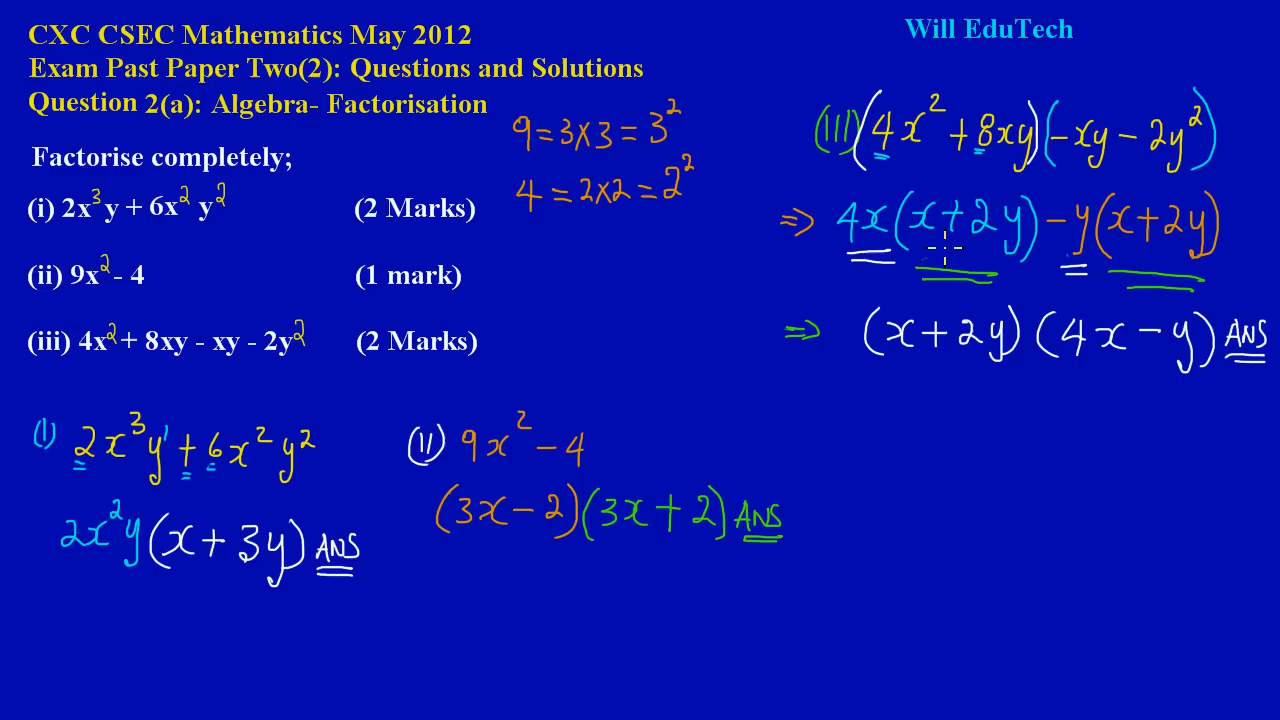 CXC CSEC Mathematics May 2012
Exam Past Paper Two(2): Questions and Solutions
Question 2(a): Algebra- Factorisation
Factorise completely;
(i) 2x³y + 6x² y² (2 Marks)
(ii) 9x² - 4 (1 mark)
(iii) 4x² + 8xy - xy - 2y² (2 Marks)
9 = 3×3 = 3²
4 = 2×2 = 2²
Will EduTech
(III) (4x² + 8xy)(- xy - 2y²)
⇒ 4x(x + 2y) - y(x + 2y)
⇒ (x + 2y)(4x - y) ANS
(I) 2x³y¹ + 6x²y²
2x²y(x + 3y) ANS
(II) 9x² - 4
(3x - 2)(3x + 2) ANS